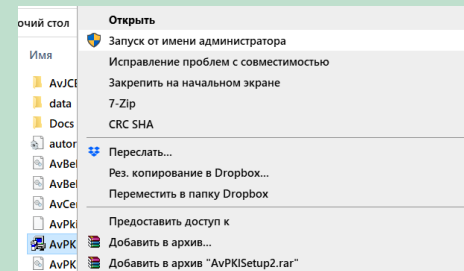 очий стол
Имя
AvJCE
data
Docs
autor
AvBel
AvBel
AvCer
AvPki
AvPK
AvPK
Открыть
Запуск от имени администратора
Исправление проблем с совместимостью
Закрепить на начальном экране
7-Zip
CRC SHA
Переслать...
Рез. копирование в Dropbox...
Переместить в папку Dropbox
Предоставить доступ к
Добавить в архив...
Добавить в архив "AvPKISetup2.rar"